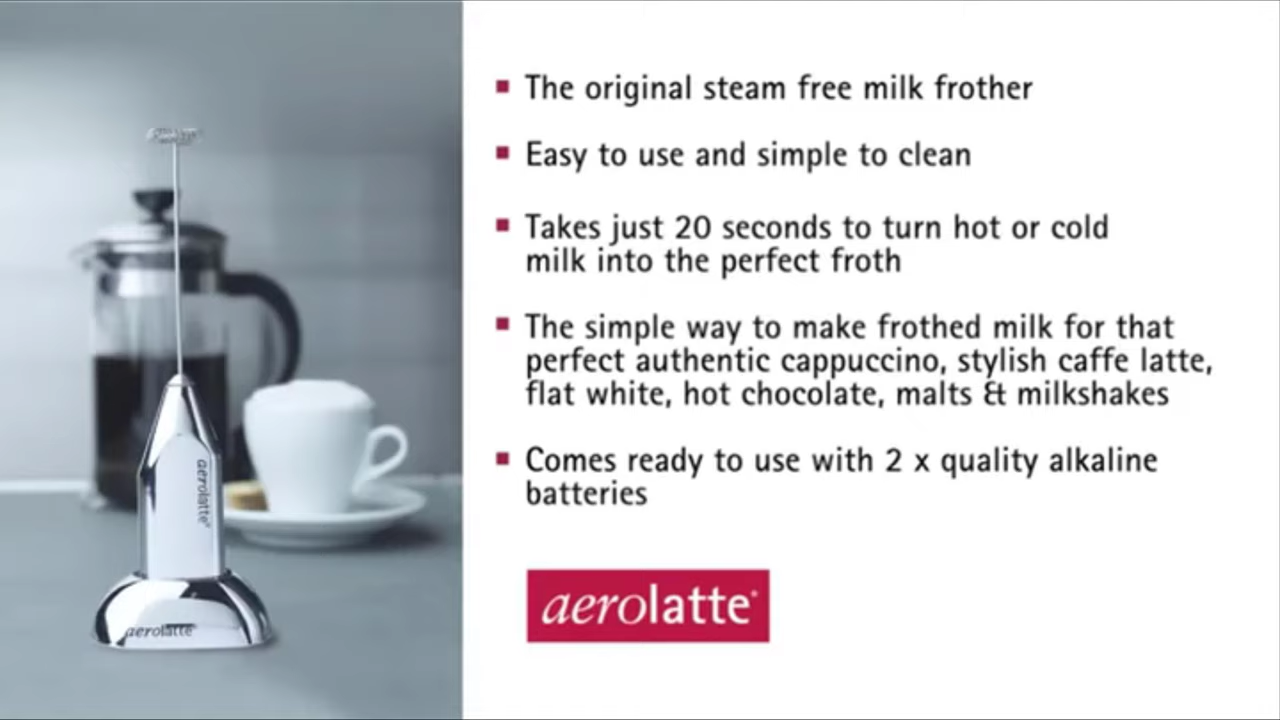 The original steam free milk frother
Easy to use and simple to clean
Takes just 20 seconds to turn hot or cold
milk into the perfect froth
The simple way to make frothed milk for that
perfect authentic cappuccino, stylish caffe latte,
flat white, hot chocolate, malts & milkshakes
Comes ready to use with 2 x quality alkaline
batteries
aerolatte
aerolatte
aerolatte